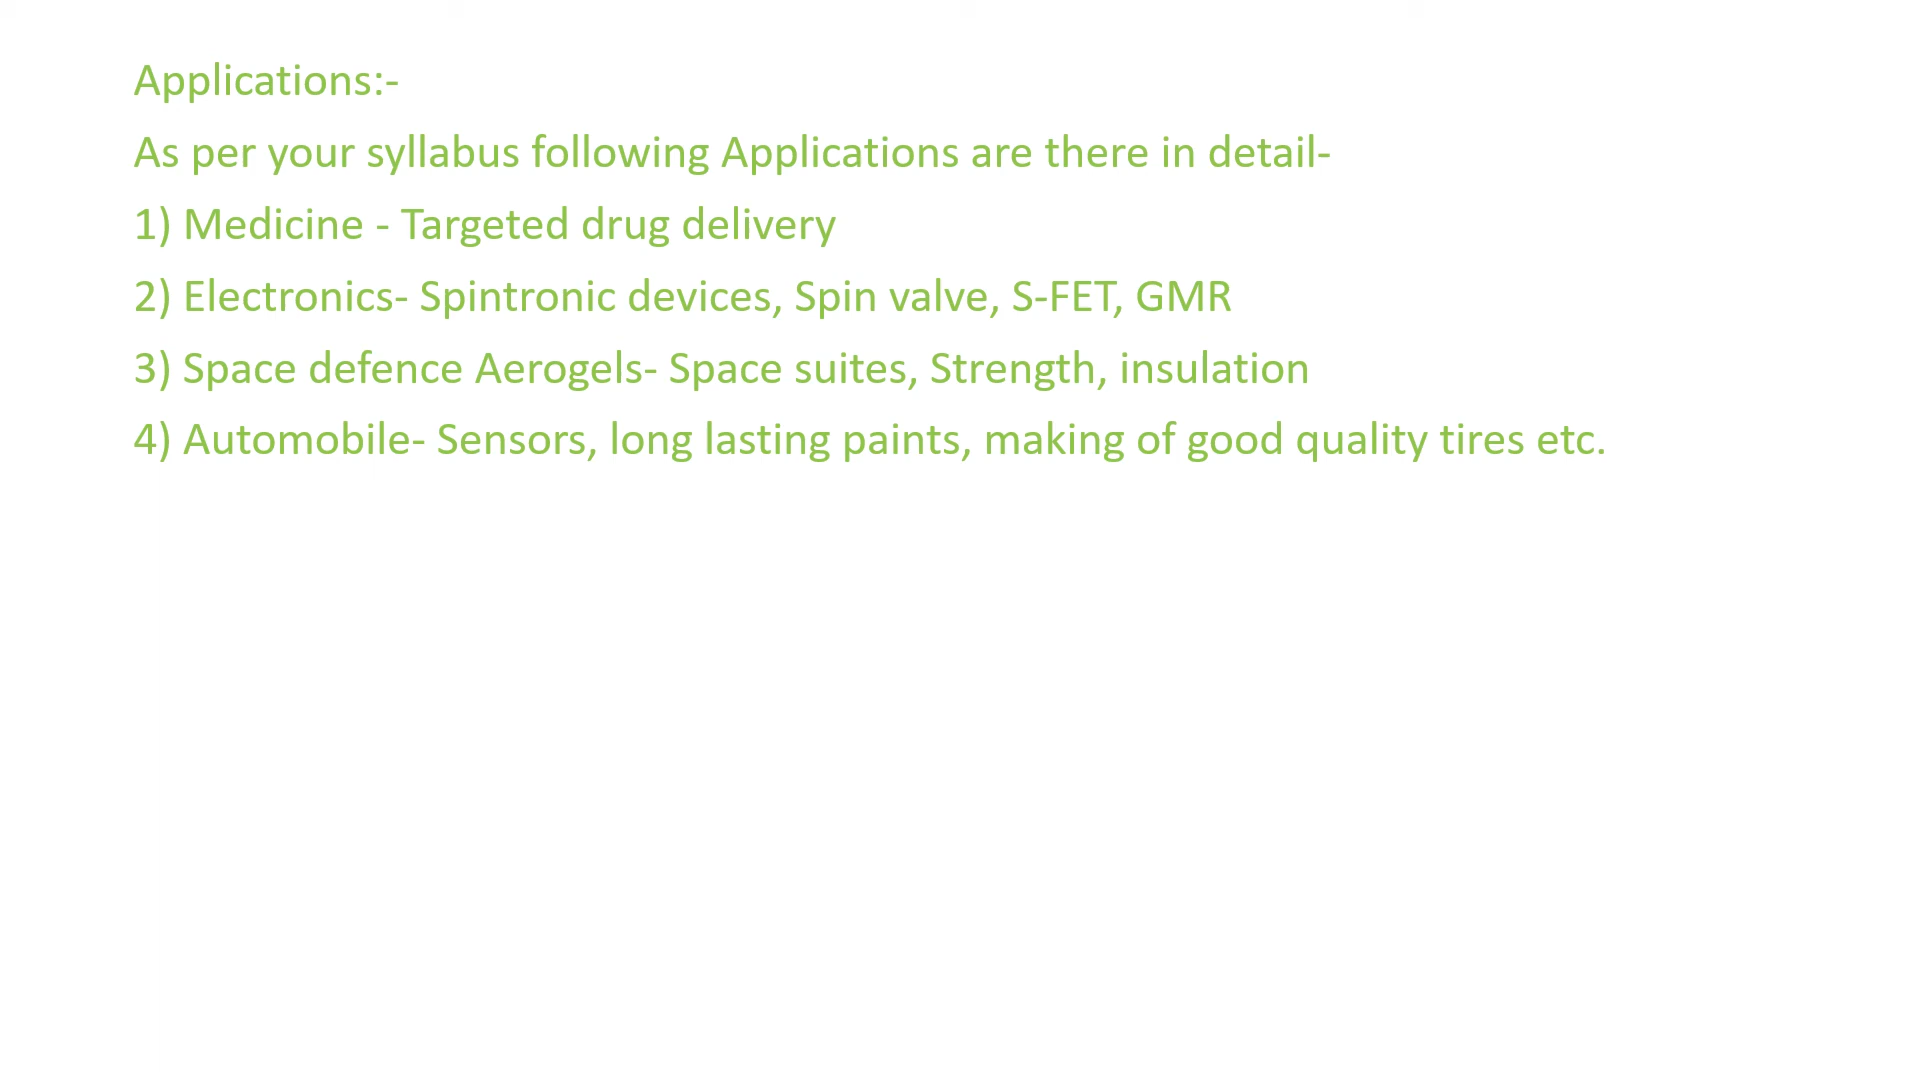 Applications:-
As per your syllabus following Applications are there in detail-
1) Medicine - Targeted drug delivery
2) Electronics- Spintronic devices, Spin valve, S-FET, GMR
3) Space defence Aerogels- Space suites, Strength, insulation
4) Automobile- Sensors, long lasting paints, making of good quality tires etc.